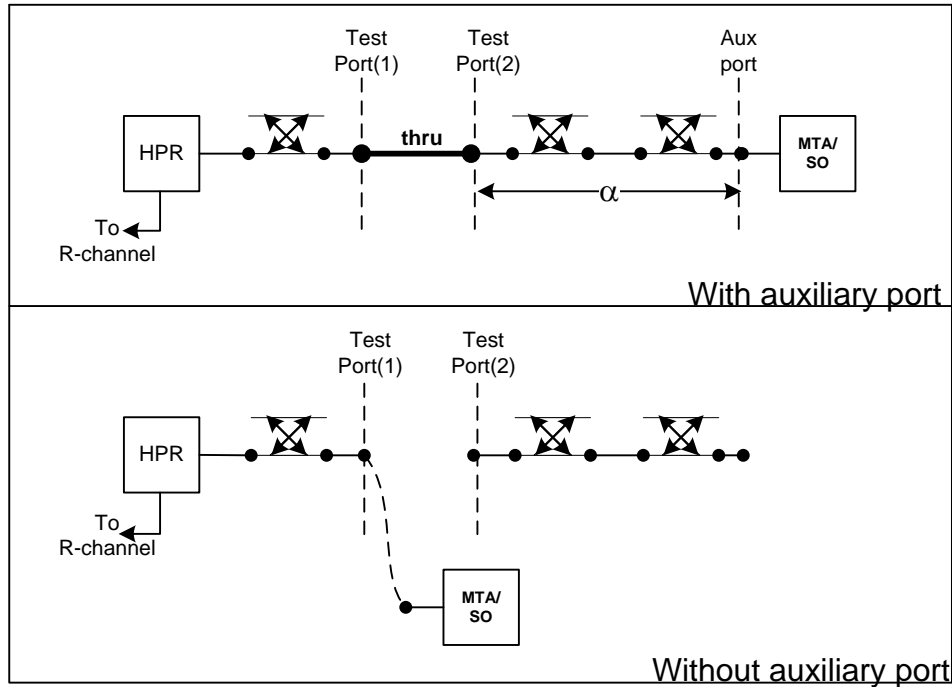 Test
Port(1)
Test
Port(2)
Aux
port
HPR
thru
MTA/
SO
α
To
R-channel
With auxiliary port
Test
Port(1)
Test
Port(2)
HPR
To
R-channel
MTA/
SO
Without auxiliary port